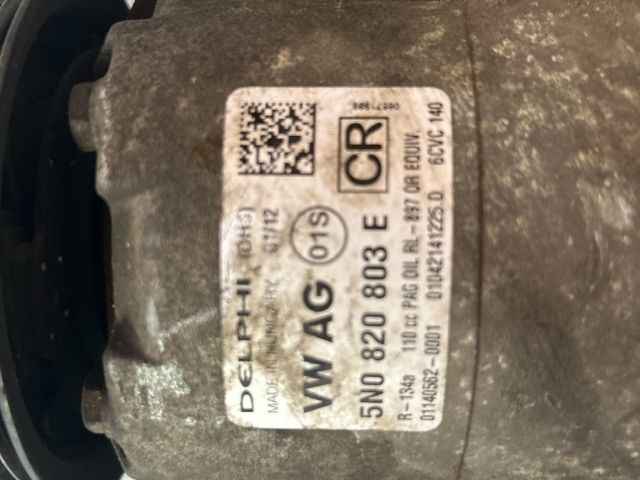 DELPHI (DHS)
MADE IN HUNGARY 01/12
VW AG 01S
5N0 820 803 E CR
R-134a 110 cc PAG OIL RL-897 OR EQUIV.
01140562-0001 01042141225 D 6CVC 140